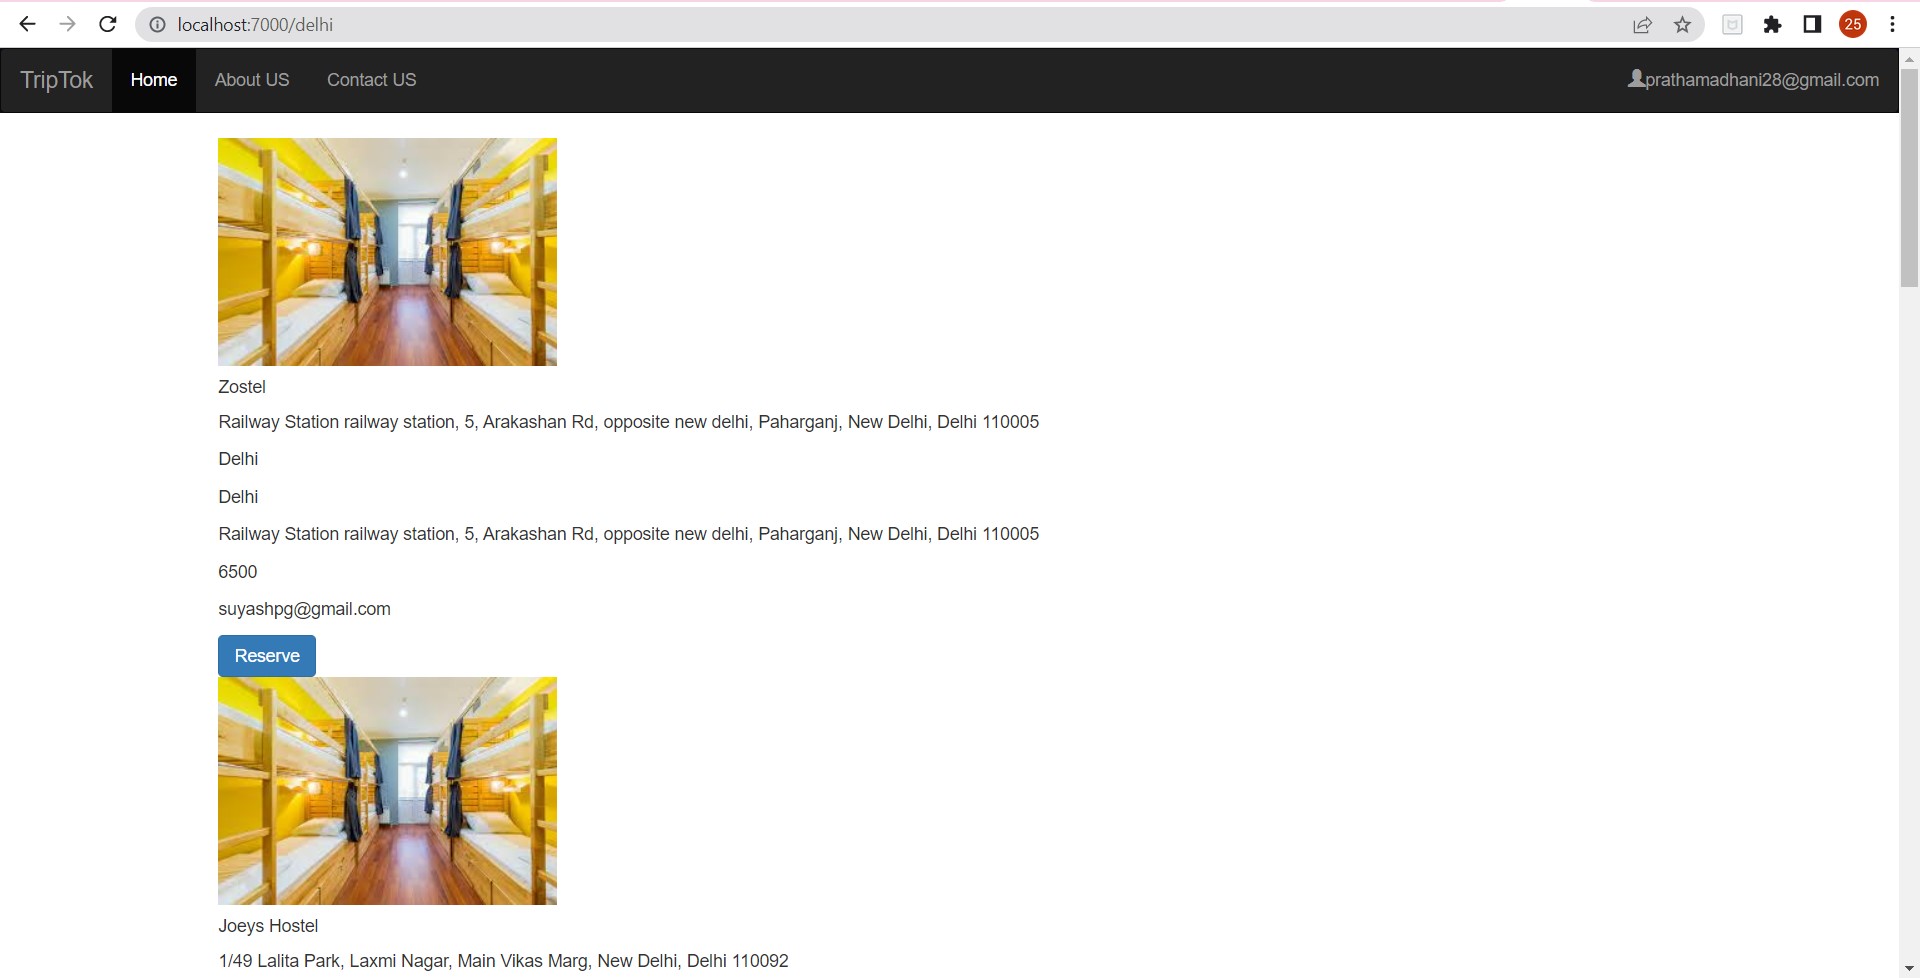 localhost:7000/delhi
25
TripTok Home About US Contact US prathamadhani28@gmail.com
Zostel
Railway Station railway station, 5, Arakashan Rd, opposite new delhi, Paharganj, New Delhi, Delhi 110005
Delhi
Delhi
Railway Station railway station, 5, Arakashan Rd, opposite new delhi, Paharganj, New Delhi, Delhi 110005
6500
suyashpg@gmail.com
Reserve
Joeys Hostel
1/49 Lalita Park, Laxmi Nagar, Main Vikas Marg, New Delhi, Delhi 110092